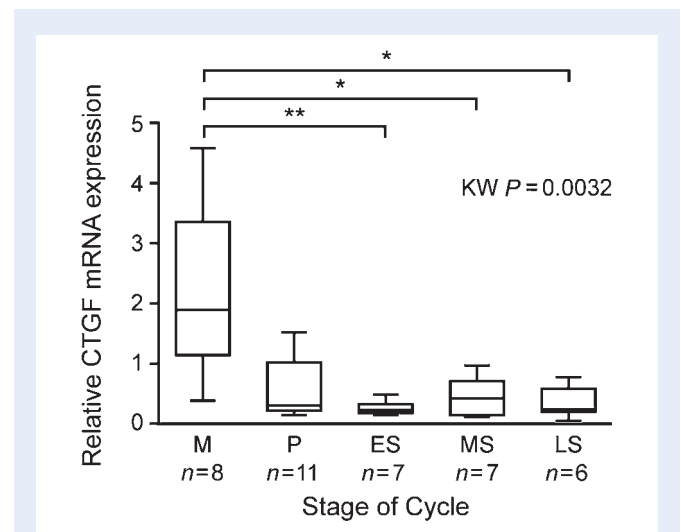 *
*
**
Relative CTGF mRNA expression
5
4
3
2
1
0
KW P = 0.0032
M P ES MS LS
n=8 n=11 n=7 n=7 n=6
Stage of Cycle